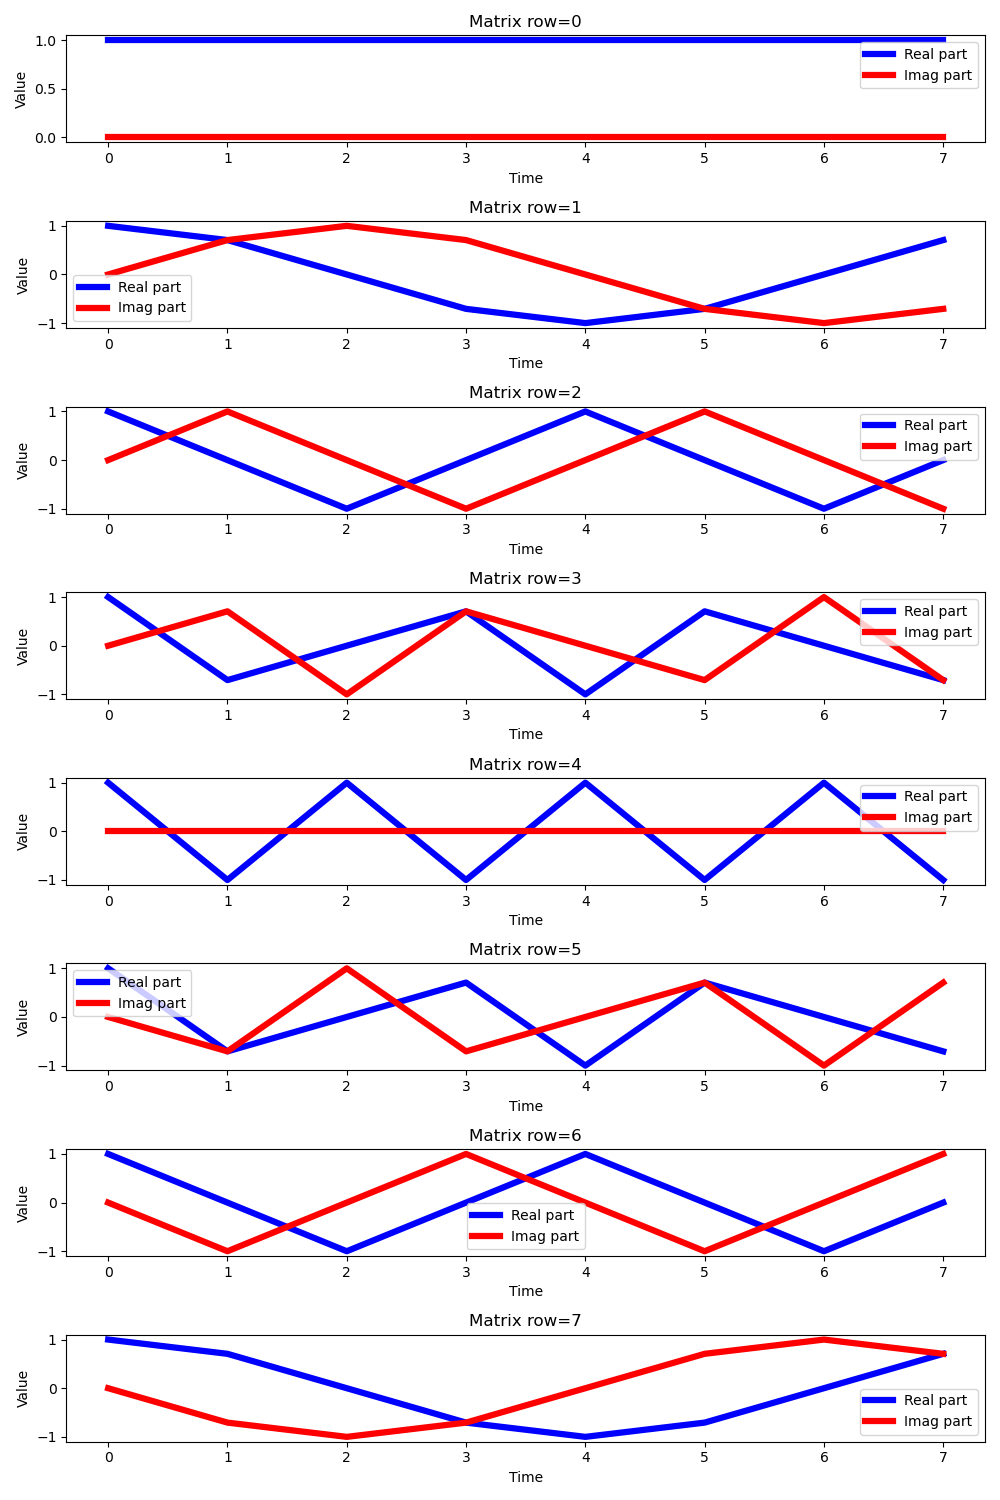 Matrix row=0
1.0
0.5
0.0
Value
Real part
Imag part
0 1 2 3 4 5 6 7
Time
Matrix row=1
1
0
−1
Value
Real part
Imag part
0 1 2 3 4 5 6 7
Time
Matrix row=2
1
0
−1
Value
Real part
Imag part
0 1 2 3 4 5 6 7
Time
Matrix row=3
1
0
−1
Value
Real part
Imag part
0 1 2 3 4 5 6 7
Time
Matrix row=4
1
0
−1
Value
Real part
Imag part
0 1 2 3 4 5 6 7
Time
Matrix row=5
1
0
−1
Value
Real part
Imag part
0 1 2 3 4 5 6 7
Time
Matrix row=6
1
0
−1
Value
Real part
Imag part
0 1 2 3 4 5 6 7
Time
Matrix row=7
1
0
−1
Value
Real part
Imag part
0 1 2 3 4 5 6 7
Time